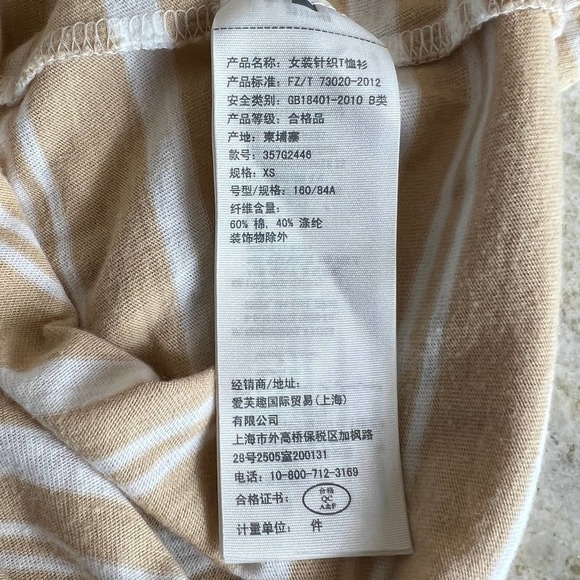 产品名称: 女装针织T恤衫
产品标准: FZ/T 73020-2012
安全类别: GB18401-2010 B类
产品等级: 合格品
产地: 柬埔寨
款号: 357G2446
规格: XS
号型/规格: 160/84A
纤维含量:
60% 棉, 40% 涤纶
装饰物除外
经销商/地址:
爱芙趣国际贸易(上海)
有限公司
上海市外高桥保税区加枫路
26号2505室200131
电话: 10-800-712-3169
合格证书: 合格
QC
A&F
计量单位: 件